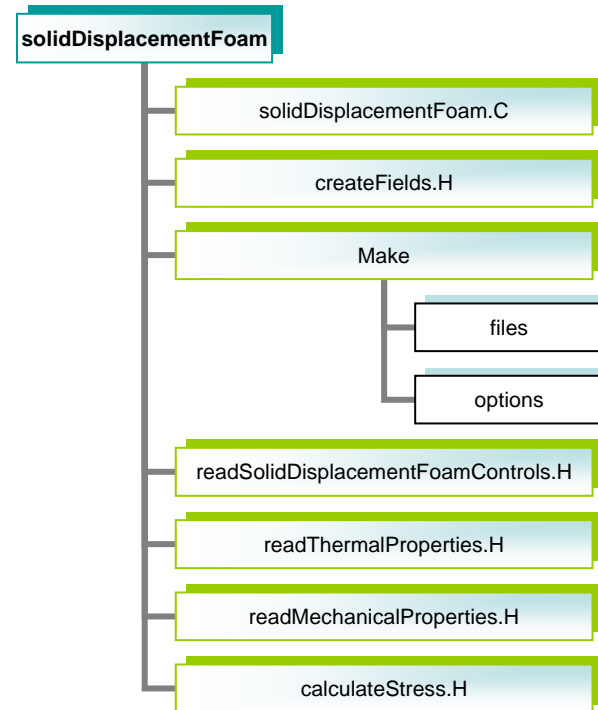 solidDisplacementFoam
solidDisplacementFoam.C
createFields.H
Make
files
options
readSolidDisplacementFoamControls.H
readThermalProperties.H
readMechanicalProperties.H
calculateStress.H